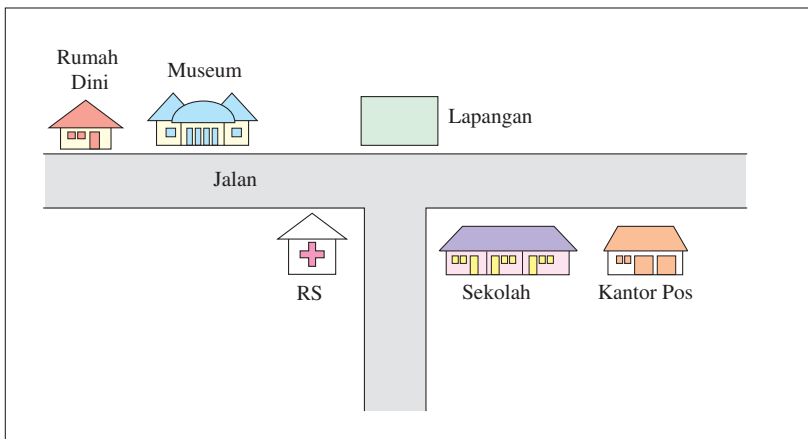 Rumah
Dini
Museum
Lapangan
Jalan
RS
Sekolah
Kantor Pos